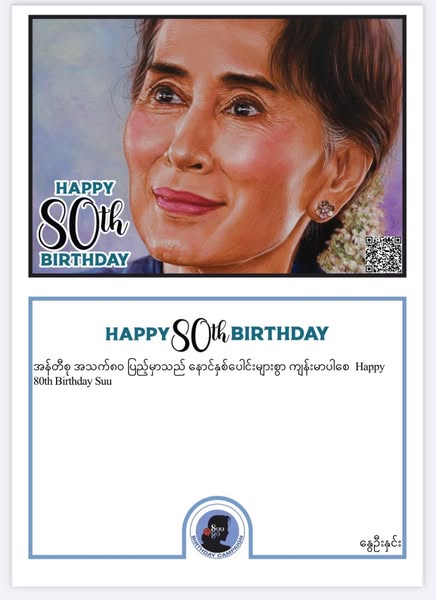 HAPPY
80th
BIRTHDAY
HAPPY 80th BIRTHDAY
အန်တီစု အသက်၈၀ ပြည့်မှာသည် နောင်နှစ်ပေါင်းများစွာ ကျန်းမာပါစေ Happy
80th Birthday Suu
နွေဦးနှင်း
Suu
80
BIRTHDAY CAMPAIGN